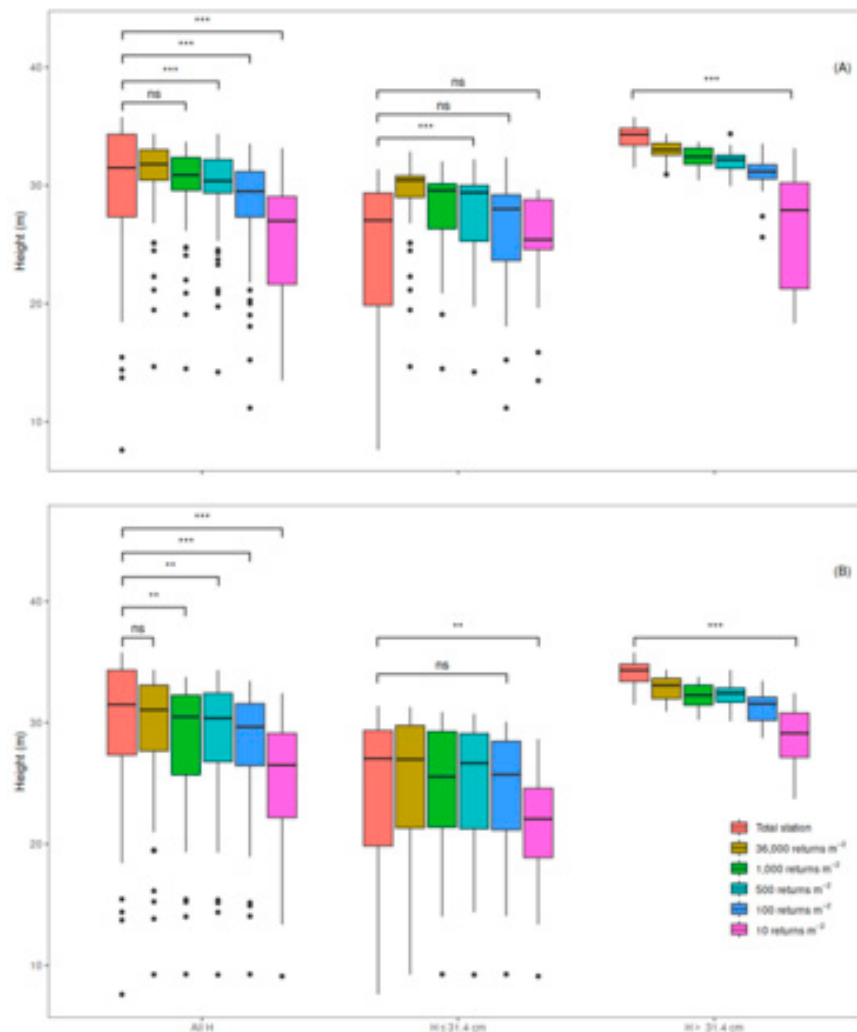 (A)
***
***
***
ns
ns
ns
***
***
40
30
20
10
Height (m)
(B)
***
***
**
**
ns
**
ns
***
40
30
20
10
Height (m)
Total station
36,000 returns m⁻²
1,000 returns m⁻²
500 returns m⁻²
100 returns m⁻²
10 returns m⁻²
All H
H ≤ 31.4 cm
H > 31.4 cm